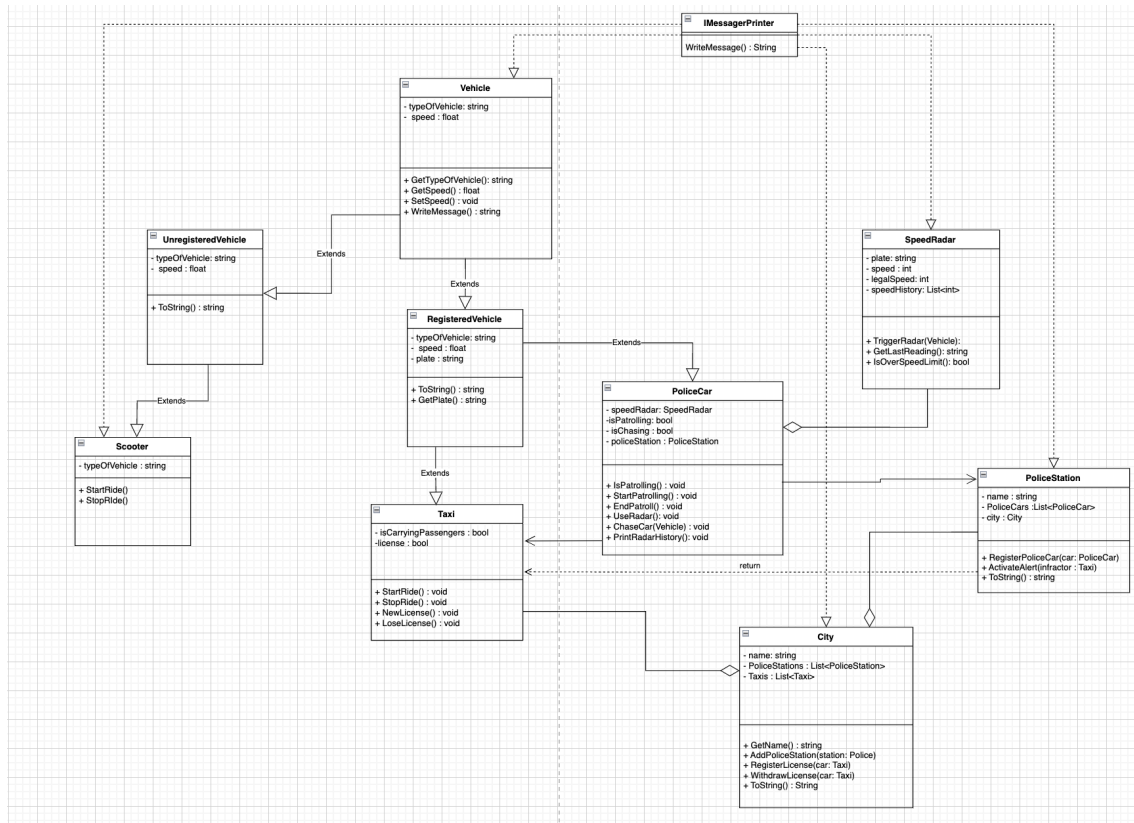 IMessagerPrinter
WriteMessage() : String
Vehicle
- typeOfVehicle: string
- speed : float
+ GetTypeOfVehicle(): string
+ GetSpeed() : float
+ SetSpeed() : void
+ WriteMessage() : string
Extends
Extends
UnregisteredVehicle
- typeOfVehicle: string
- speed : float
+ ToString() : string
Extends
SpeedRadar
- plate: string
- speed : int
- legalSpeed: int
- speedHistory: List<int>
+ TriggerRadar(Vehicle):
+ GetLastReading(): string
+ IsOverSpeedLimit(): bool
RegisteredVehicle
- typeOfVehicle: string
- speed : float
- plate : string
+ ToString() : string
+ GetPlate() : string
Extends
Extends
PoliceCar
- speedRadar: SpeedRadar
-isPatrolling: bool
- isChasing : bool
- policeStation : PoliceStation
+ IsPatrolling() : void
+ StartPatrolling() : void
+ EndPatroll() : void
+ UseRadar() : void
+ ChaseCar(Vehicle) : void
+ PrintRadarHistory(): void
Scooter
- typeOfVehicle : string
+ StartRide()
+ StopRIde()
PoliceStation
- name : string
- PoliceCars :List<PoliceCar>
- city : City
+ RegisterPoliceCar(car: PoliceCar)
+ ActivateAlert(infractor : Taxi)
+ ToString() : string
Taxi
- isCarryingPassengers : bool
-license : bool
+ StartRide() : void
+ StopRide() : void
+ NewLicense() : void
+ LoseLicense() : void
return
City
- name: string
- PoliceStations : List<PoliceStation>
- Taxis : List<Taxi>
+ GetName() : string
+ AddPoliceStation(station: Police)
+ RegisterLicense(car: Taxi)
+ WithdrawLicense(car: Taxi)
+ ToString() : String